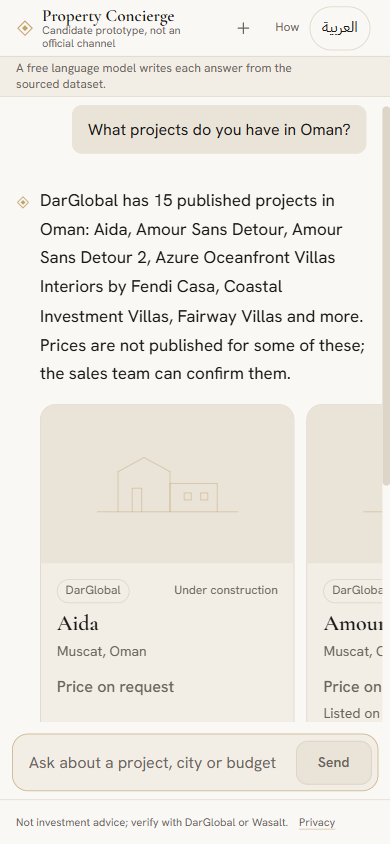 Property Concierge
Candidate prototype, not an
official channel
+
How
العربية
A free language model writes each answer from the
sourced dataset.
What projects do you have in Oman?
DarGlobal has 15 published projects in
Oman: Aida, Amour Sans Detour, Amour
Sans Detour 2, Azure Oceanfront Villas
Interiors by Fendi Casa, Coastal
Investment Villas, Fairway Villas and more.
Prices are not published for some of these;
the sales team can confirm them.
DarGlobal
Under construction
Aida
Muscat, Oman
Price on request
DarGloba
Amour
Muscat, O
Price on
Listed on
Ask about a project, city or budget
Send
Not investment advice; verify with DarGlobal or Wasalt.
Privacy